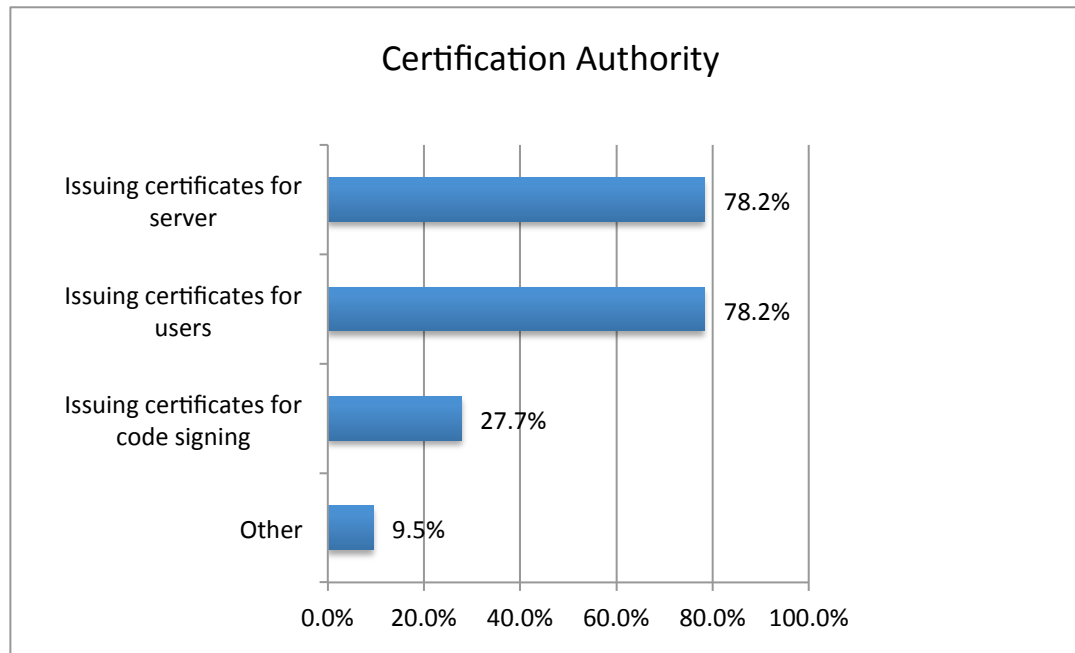 Certification Authority
Issuing certificates for
server
78.2%
Issuing certificates for
users
78.2%
Issuing certificates for
code signing
27.7%
Other
9.5%
0.0% 20.0% 40.0% 60.0% 80.0% 100.0%